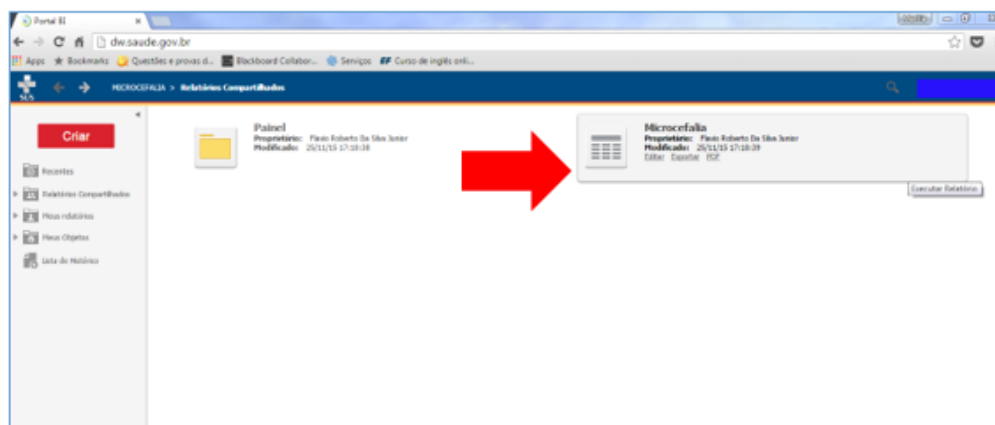 Portal BI
dw.saude.gov.br
Apps Bookmarks Questões e provas d... Blackboard Collabor... Serviços Curso de inglês onli...
SUS
MICROCEFALIA > Relatórios Compartilhados
Criar
Recentes
Relatórios Compartilhados
Meus relatórios
Meus Objetos
Lista de Histórico
Painel
Proprietário: Flavio Roberto Da Silva Junior
Modificado: 25/11/15 17:18:38
Microcefalia
Proprietário: Flavio Roberto Da Silva Junior
Modificado: 25/11/15 17:18:39
Editar Exportar PDF
Executar Relatório